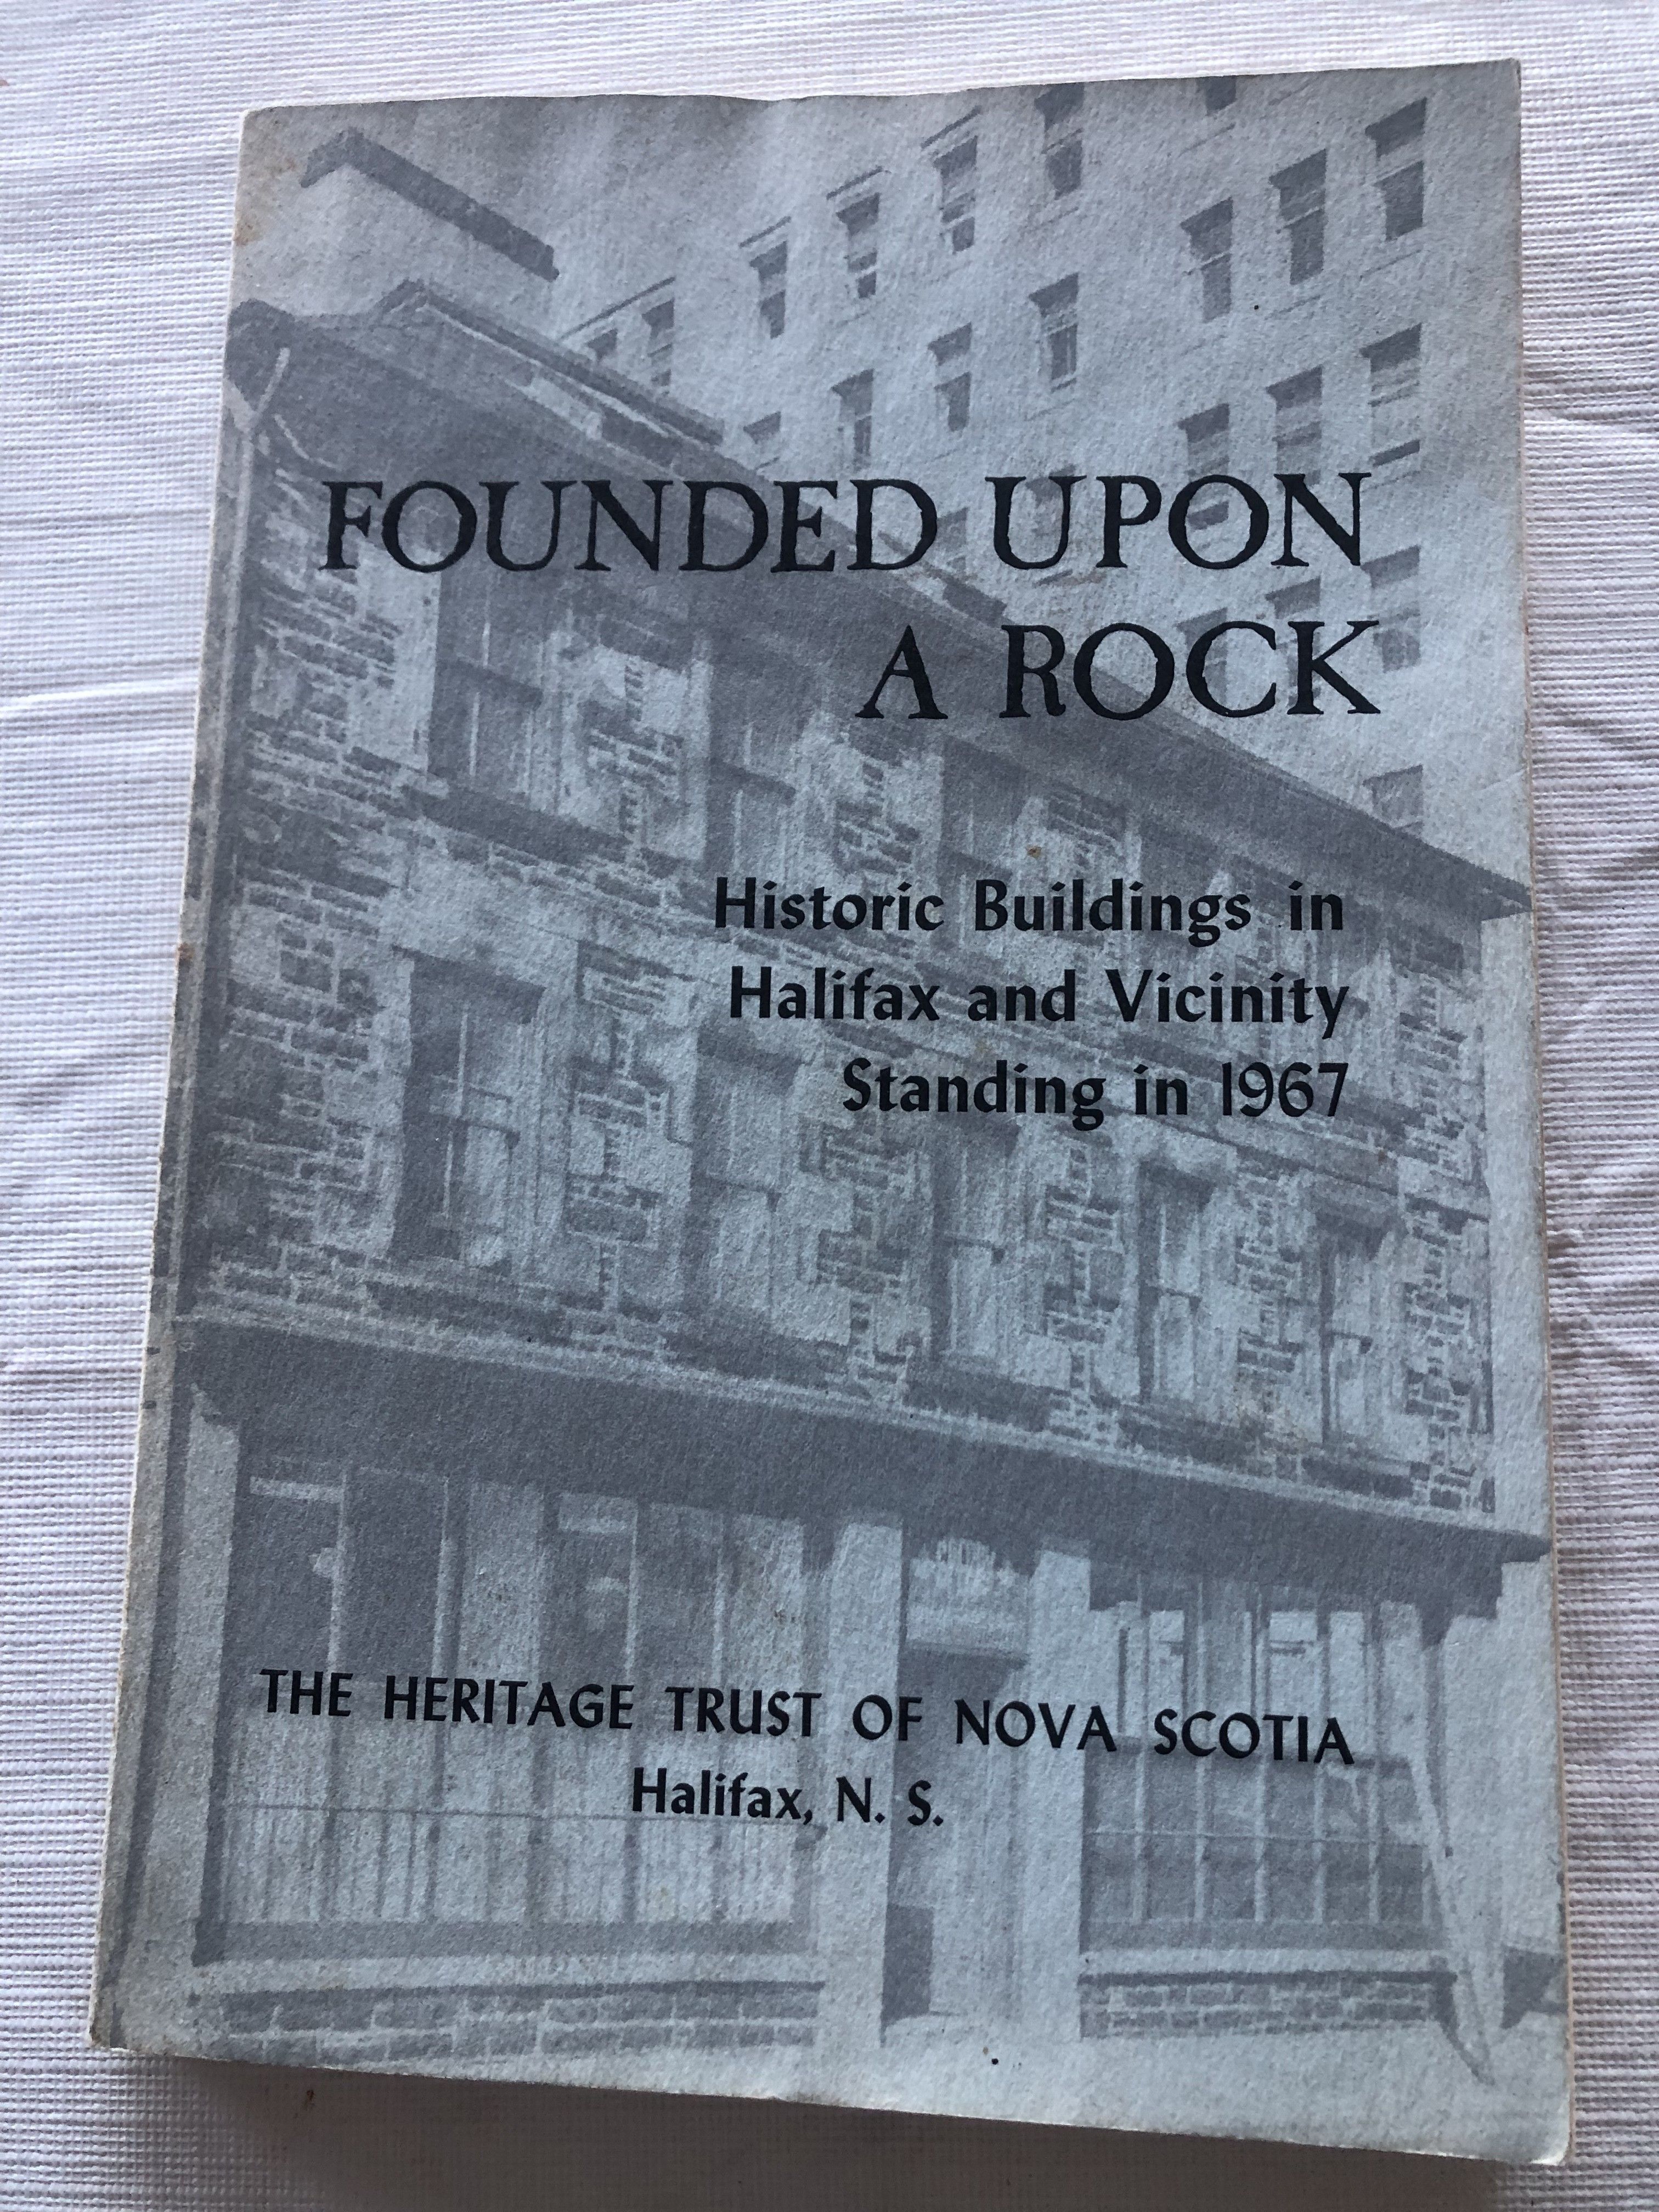 FOUNDED UPON
A ROCK
Historic Buildings in
Halifax and Vicinity
Standing in 1967
THE HERITAGE TRUST OF NOVA SCOTIA
Halifax, N. S.